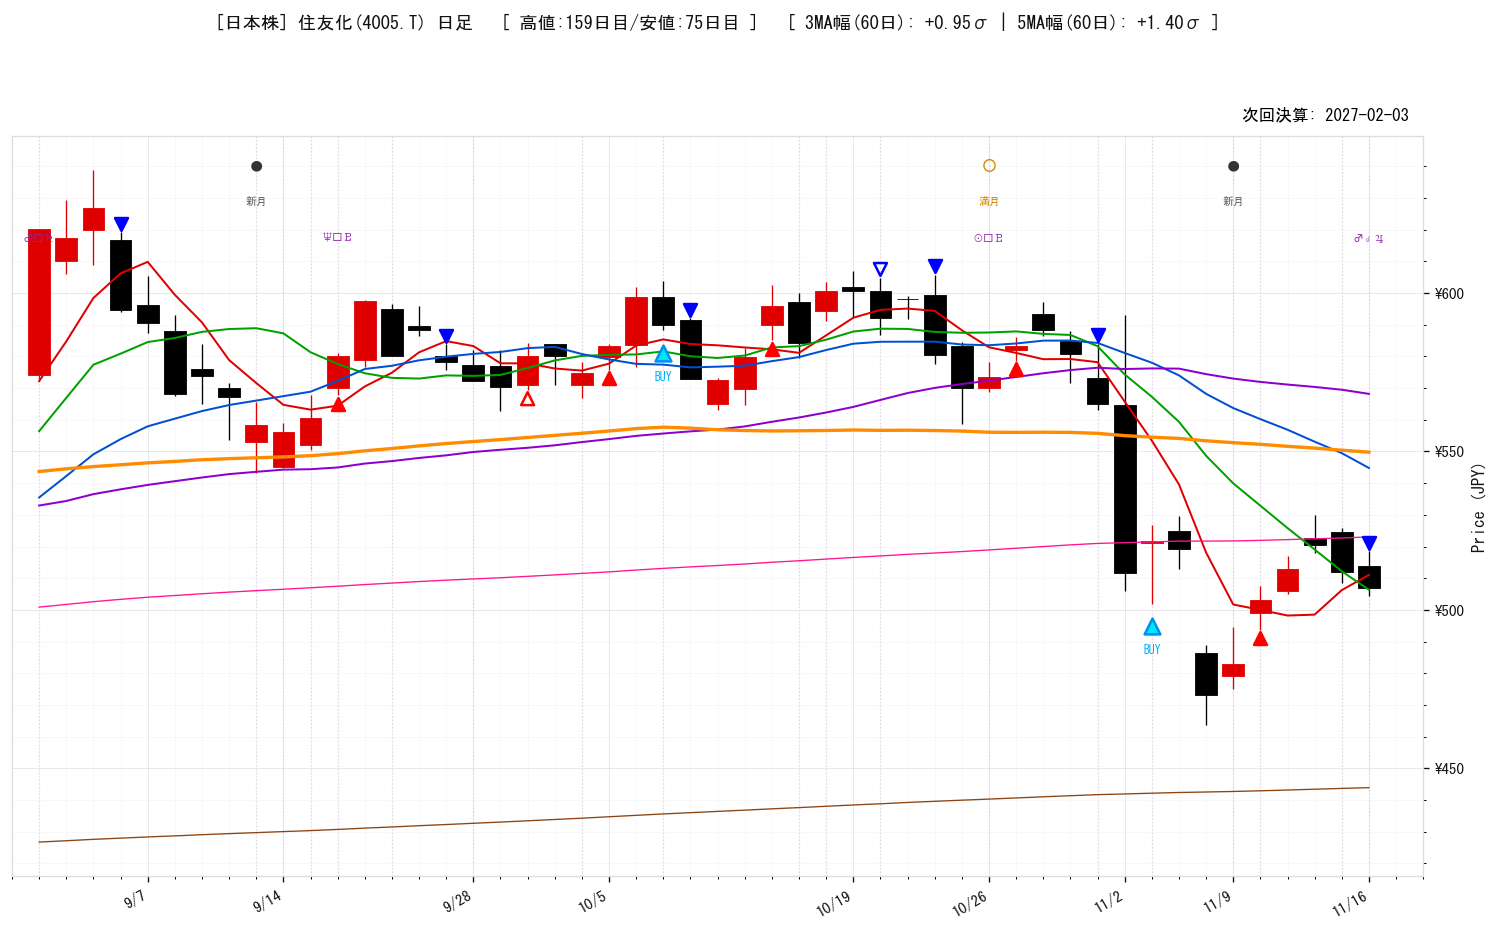 [日本株] 住友化(4005.T) 日足　[ 高値:159日目/安値:75日目 ]　[ 3MA幅(60日): +0.95σ | 5MA幅(60日): +1.40σ ]
次回決算: 2027-02-03
新月
満月
新月
♆□♇
☉□♇
♂☌♃
BUY
BUY
¥600
¥550
¥500
¥450
Price (JPY)
9/7
9/14
9/28
10/5
10/19
10/26
11/2
11/9
11/16